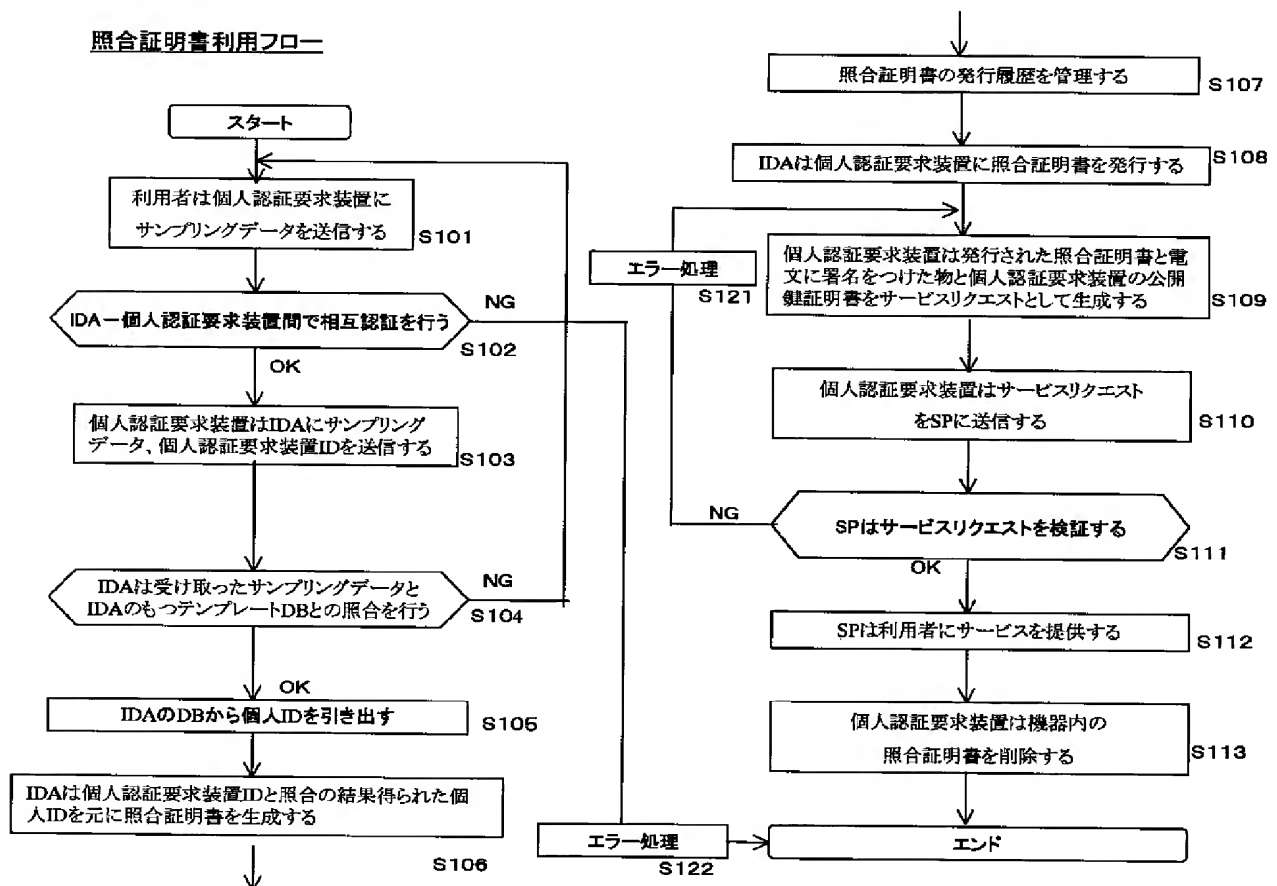 照合証明書利用フロー
スタート
利用者は個人認証要求装置に
サンプリングデータを送信する
S101
IDA－個人認証要求装置間で相互認証を行う
NG
S102
OK
個人認証要求装置はIDAにサンプリング
データ、個人認証要求装置IDを送信する
S103
IDAは受け取ったサンプリングデータと
IDAのもつテンプレートDBとの照合を行う
NG
S104
OK
IDAのDBから個人IDを引き出す
S105
IDAは個人認証要求装置IDと照合の結果得られた個
人IDを元に照合証明書を生成する
S106
照合証明書の発行履歴を管理する
S107
IDAは個人認証要求装置に照合証明書を発行する
S108
エラー処理
S121
個人認証要求装置は発行された照合証明書と電
文に署名をつけた物と個人認証要求装置の公開
鍵証明書をサービスリクエストとして生成する
S109
個人認証要求装置はサービスリクエスト
をSPに送信する
S110
NG
SPはサービスリクエストを検証する
S111
OK
SPは利用者にサービスを提供する
S112
個人認証要求装置は機器内の
照合証明書を削除する
S113
エラー処理
S122
エンド